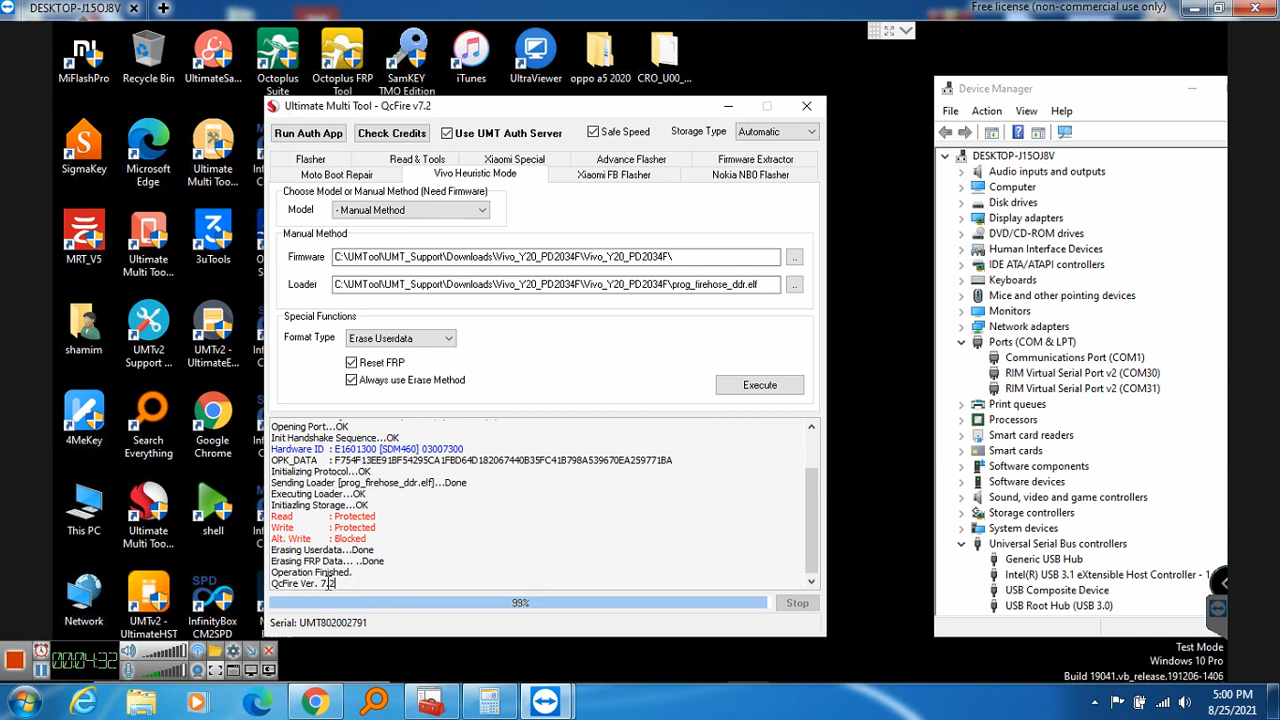 DESKTOP-J15OJ8V
Free license (non-commercial use only)
MiFlashPro
Recycle Bin
UltimateSa...
Octoplus
Suite
Octoplus FRP
Tool
SamKEY
TMO Edition
iTunes
UltraViewer
oppo a5 2020
CRO_U00_...
SigmaKey
Microsoft
Edge
Ultimate
Multi Tool ...
MRT_V5
Ultimate
Multi Too...
3uTools
shamim
UMTv2
Support ...
UMTv2 -
UltimateE...
4MeKey
Search
Everything
Google
Chrome
This PC
Ultimate
Multi Too...
shell
Network
UMTv2 -
UltimateHST
InfinityBox
CM2SPD
Ultimate Multi Tool - QcFire v7.2
Run Auth App
Check Credits
Use UMT Auth Server
Safe Speed
Storage Type
Automatic
Flasher
Read & Tools
Xiaomi Special
Advance Flasher
Firmware Extractor
Moto Boot Repair
Vivo Heuristic Mode
Xiaomi FB Flasher
Nokia NB0 Flasher
Choose Model or Manual Method (Need Firmware)
Model
- Manual Method
Manual Method
Firmware
C:\UMTool\UMT_Support\Downloads\Vivo_Y20_PD2034F\Vivo_Y20_PD2034F\
..
Loader
C:\UMTool\UMT_Support\Downloads\Vivo_Y20_PD2034F\Vivo_Y20_PD2034F\prog_firehose_ddr.elf
..
Special Functions
Format Type
Erase Userdata
Reset FRP
Always use Erase Method
Execute
Opening Port...OK
Init Handshake Sequence...OK
Hardware ID : E1601300 [SDM460] 03007300
OPK_DATA : F754F13EE91BF54295CA1FBD64D182067440B35FC41B798A539670EA259771BA
Initializing Protocol...OK
Sending Loader [prog_firehose_ddr.elf]...Done
Executing Loader...OK
Initiazling Storage...OK
Read : Protected
Write : Protected
Alt. Write : Blocked
Erasing Userdata...Done
Erasing FRP Data... ..Done
Operation Finished.
QcFire Ver. 7.2
99%
Stop
Serial: UMT802002791
Device Manager
File Action View Help
DESKTOP-J15OJ8V
Audio inputs and outputs
Computer
Disk drives
Display adapters
DVD/CD-ROM drives
Human Interface Devices
IDE ATA/ATAPI controllers
Keyboards
Mice and other pointing devices
Monitors
Network adapters
Ports (COM & LPT)
Communications Port (COM1)
RIM Virtual Serial Port v2 (COM30)
RIM Virtual Serial Port v2 (COM31)
Print queues
Processors
Smart card readers
Smart cards
Software components
Software devices
Sound, video and game controllers
Storage controllers
System devices
Universal Serial Bus controllers
Generic USB Hub
Intel(R) USB 3.1 eXtensible Host Controller - 1
USB Composite Device
USB Root Hub (USB 3.0)
Test Mode
Windows 10 Pro
Build 19041.vb_release.191206-1406
00:04:32
5:00 PM
8/25/2021